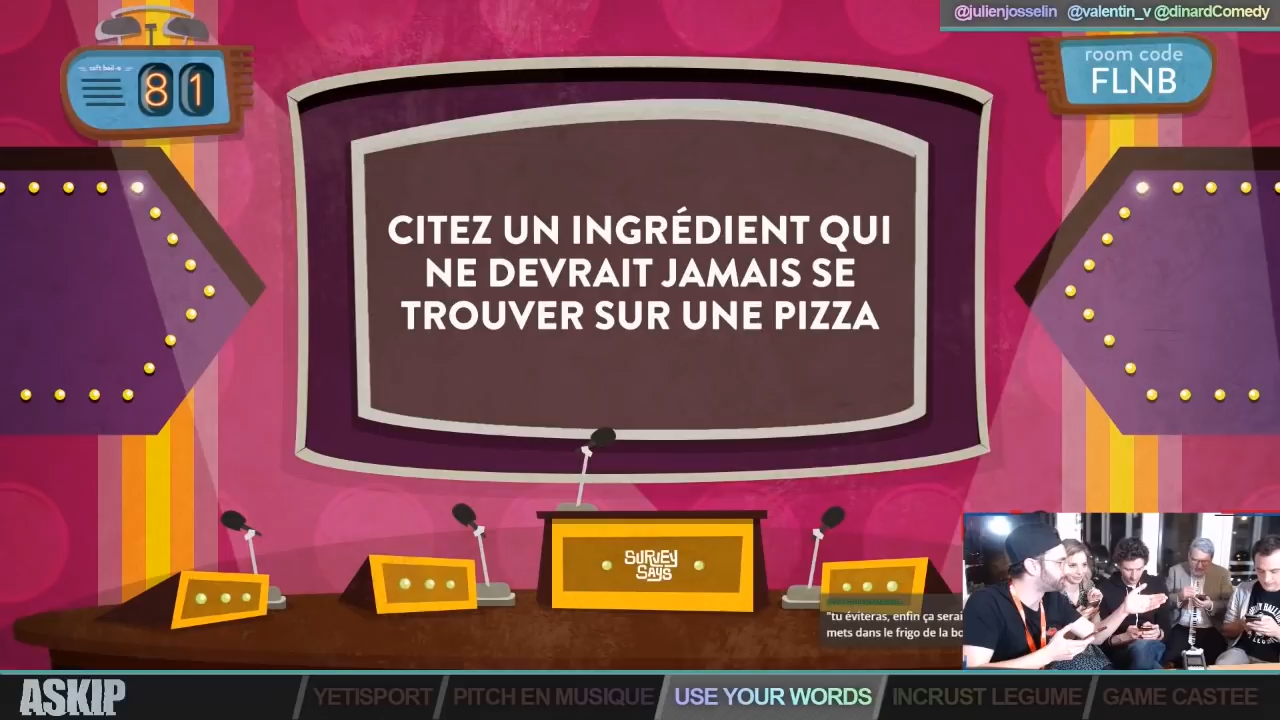 @julienjosselin @valentin_v @dinardComedy
81
room code
FLNB
CITEZ UN INGRÉDIENT QUI
NE DEVRAIT JAMAIS SE
TROUVER SUR UNE PIZZA
SURVEY
SAYS
"tu éviteras, enfin ça serai
mets dans le frigo de la bo
ASKIP YETISPORT PITCH EN MUSIQUE USE YOUR WORDS INCRUST LEGUME GAME CASTEE